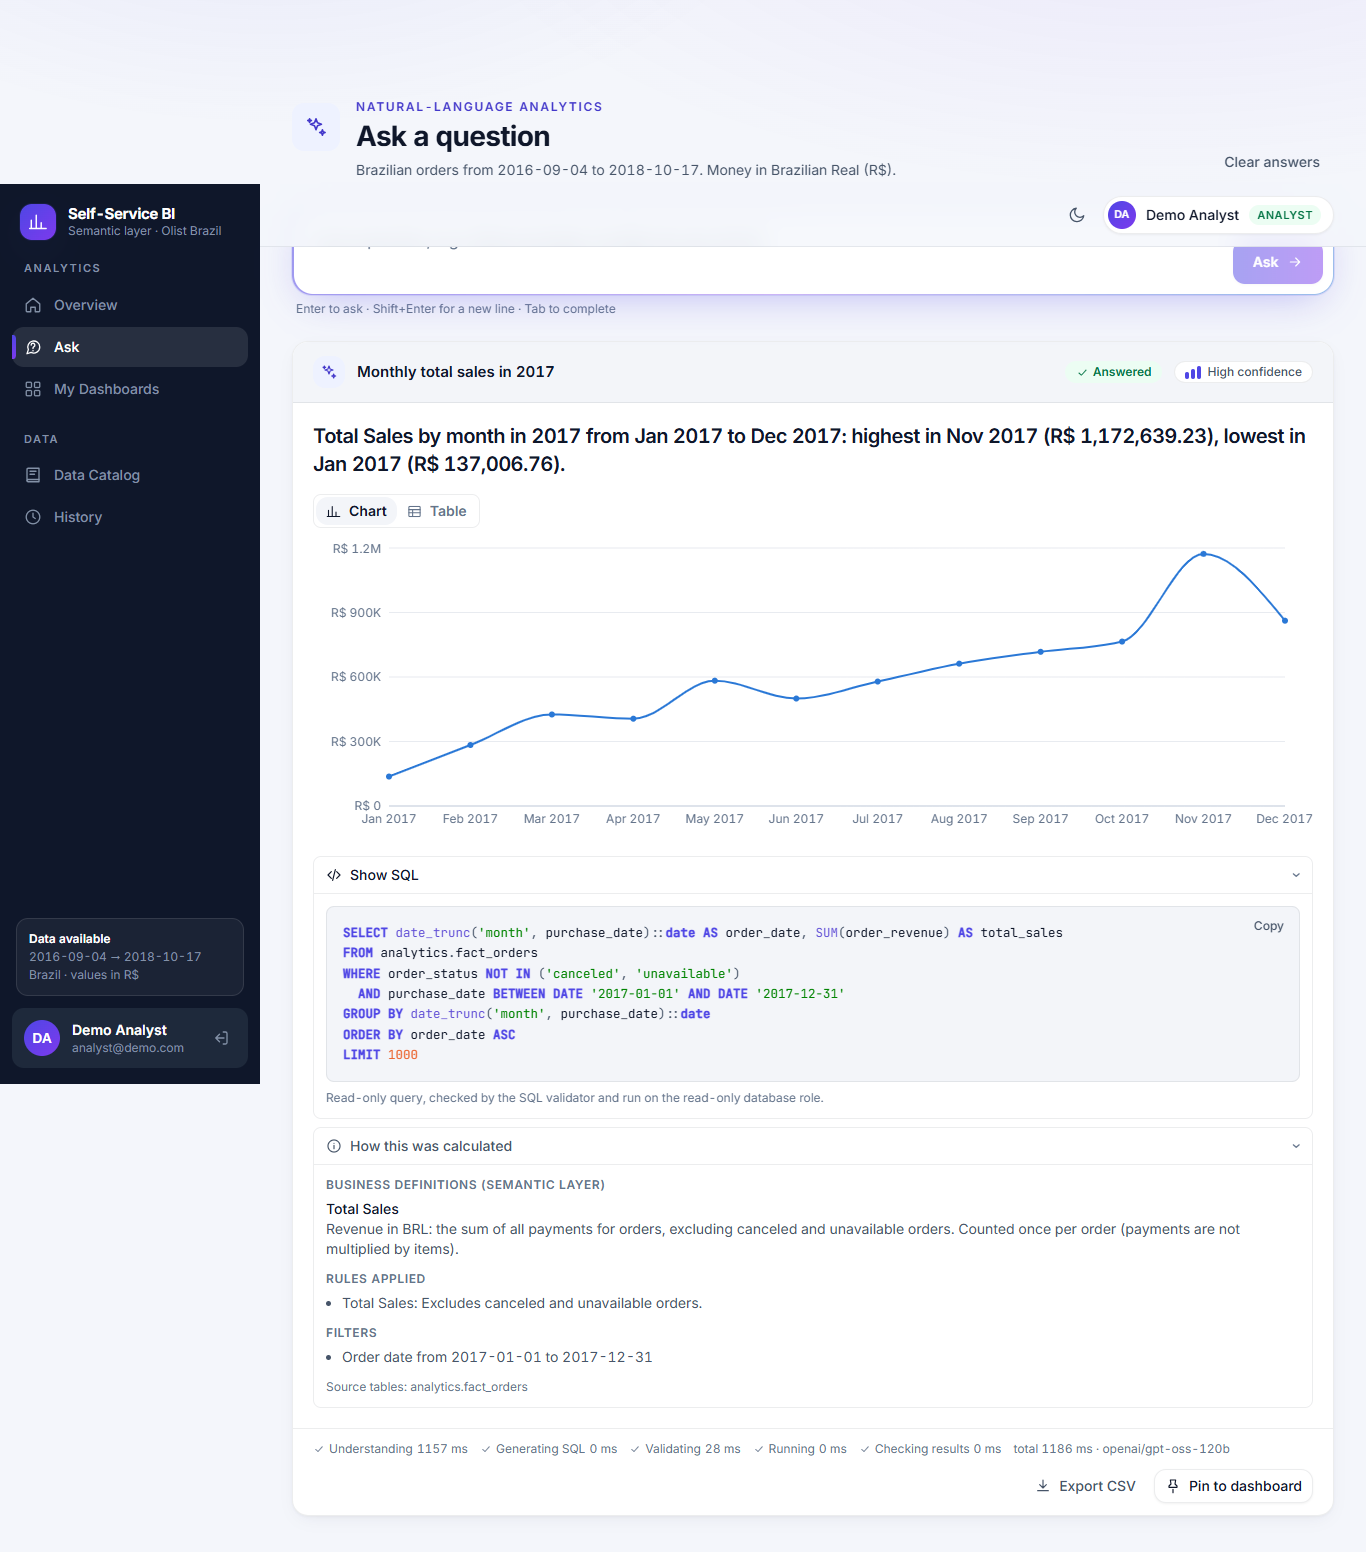 NATURAL-LANGUAGE ANALYTICS
Ask a question
Brazilian orders from 2016-09-04 to 2018-10-17. Money in Brazilian Real (R$).
Clear answers
Self-Service BI
Semantic layer · Olist Brazil
DA
Demo Analyst
ANALYST
ANALYTICS
Overview
Ask
My Dashboards
DATA
Data Catalog
History
Data available
2016-09-04 → 2018-10-17
Brazil · values in R$
DA
Demo Analyst
analyst@demo.com
Ask →
Enter to ask · Shift+Enter for a new line · Tab to complete
Monthly total sales in 2017
✓ Answered
High confidence
Total Sales by month in 2017 from Jan 2017 to Dec 2017: highest in Nov 2017 (R$ 1,172,639.23), lowest in
Jan 2017 (R$ 137,006.76).
Chart
Table
R$ 1.2M
R$ 900K
R$ 600K
R$ 300K
R$ 0
Jan 2017 Feb 2017 Mar 2017 Apr 2017 May 2017 Jun 2017 Jul 2017 Aug 2017 Sep 2017 Oct 2017 Nov 2017 Dec 2017
Show SQL
Copy
SELECT date_trunc('month', purchase_date)::date AS order_date, SUM(order_revenue) AS total_sales
FROM analytics.fact_orders
WHERE order_status NOT IN ('canceled', 'unavailable')
AND purchase_date BETWEEN DATE '2017-01-01' AND DATE '2017-12-31'
GROUP BY date_trunc('month', purchase_date)::date
ORDER BY order_date ASC
LIMIT 1000
Read-only query, checked by the SQL validator and run on the read-only database role.
How this was calculated
BUSINESS DEFINITIONS (SEMANTIC LAYER)
Total Sales
Revenue in BRL: the sum of all payments for orders, excluding canceled and unavailable orders. Counted once per order (payments are not
multiplied by items).
RULES APPLIED
• Total Sales: Excludes canceled and unavailable orders.
FILTERS
• Order date from 2017-01-01 to 2017-12-31
Source tables: analytics.fact_orders
✓ Understanding 1157 ms ✓ Generating SQL 0 ms ✓ Validating 28 ms ✓ Running 0 ms ✓ Checking results 0 ms total 1186 ms · openai/gpt-oss-120b
Export CSV
Pin to dashboard